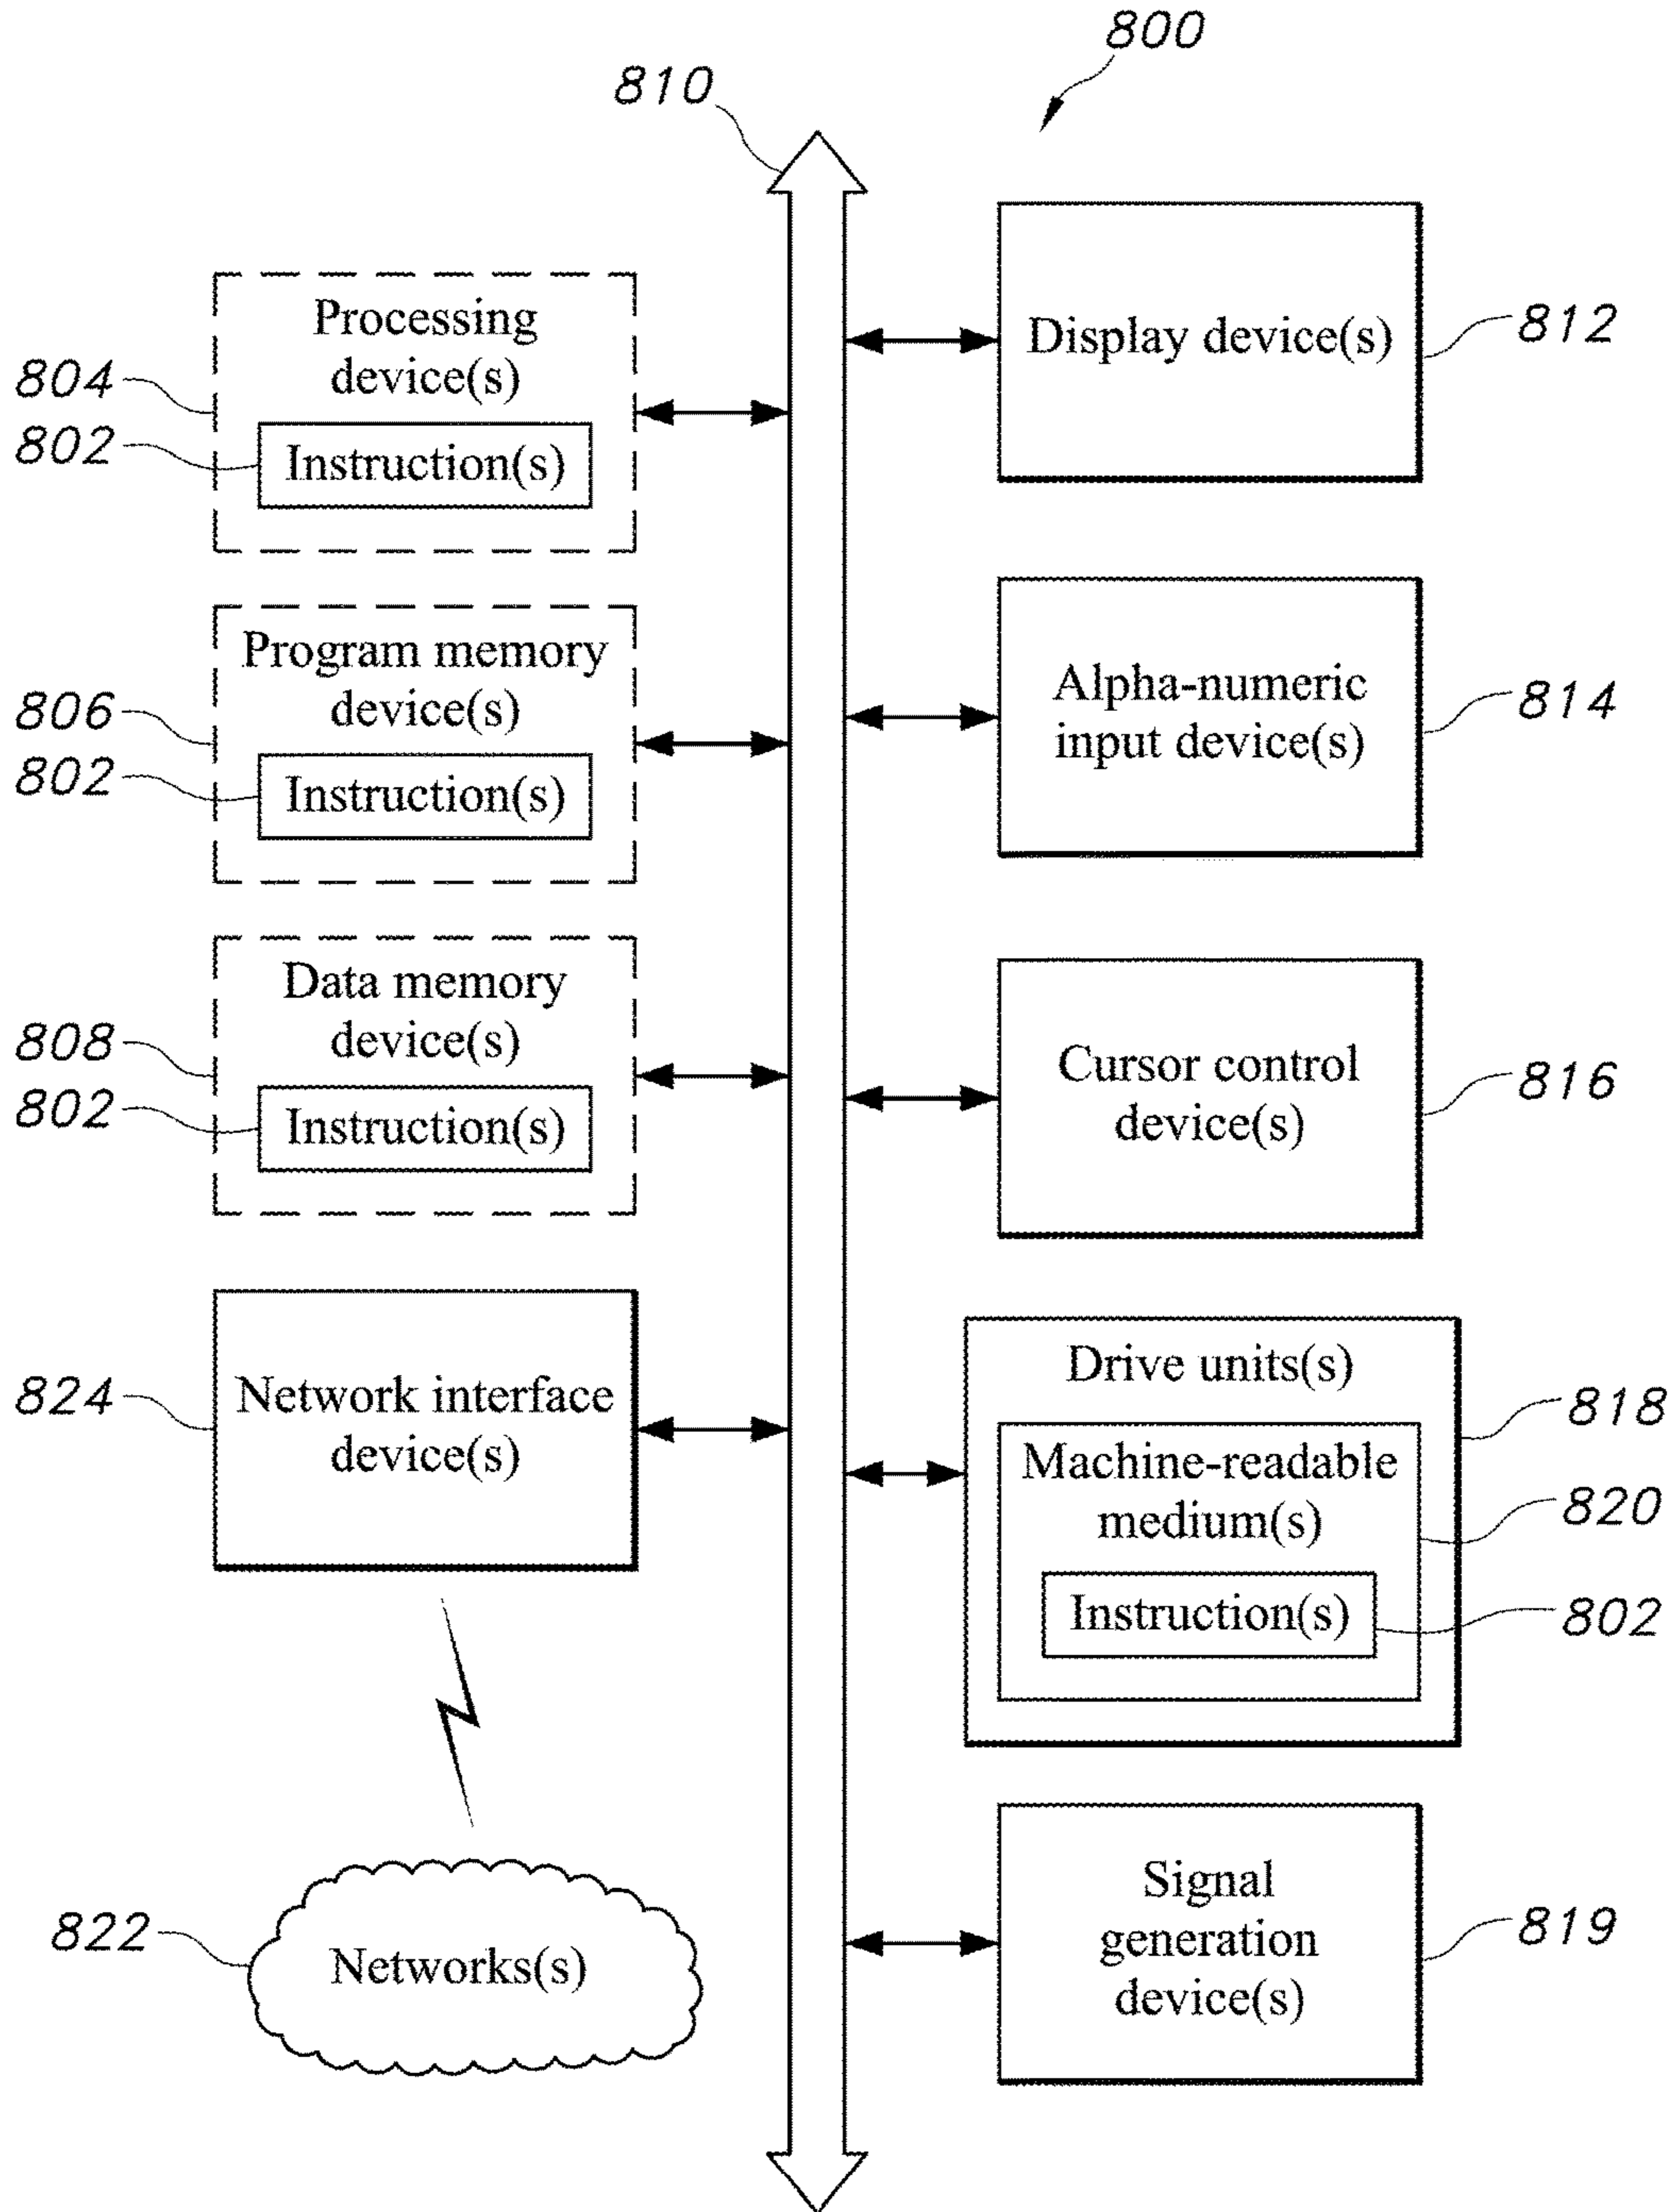 800
810
Processing
device(s)
804
802
Instruction(s)
Program memory
device(s)
806
802
Instruction(s)
Data memory
device(s)
808
802
Instruction(s)
824
Network interface
device(s)
822
Networks(s)
Display device(s)
812
Alpha-numeric
input device(s)
814
Cursor control
device(s)
816
Drive units(s)
818
Machine-readable
medium(s)
820
Instruction(s)
802
Signal
generation
device(s)
819